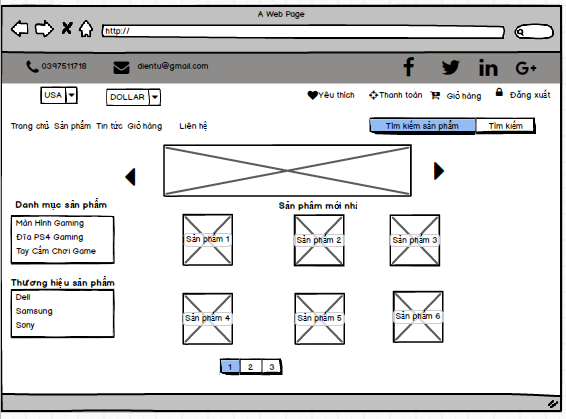 A Web Page
http://
0397511718 dientu@gmail.com f in G+
USA DOLLAR Yêu thích Thanh toán Giỏ hàng Đăng xuất
Trang chủ Sản phẩm Tin tức Giỏ hàng Liên hệ Tìm kiếm sản phẩm Tìm kiếm
Danh mục sản phẩm Sản phẩm mới nhấ
Màn Hình Gaming
Đĩa PS4 Gaming
Tay Cầm Chơi Game
Sản phẩm 1 Sản phẩm 2 Sản phẩm 3
Thương hiệu sản phẩm
Dell
Samsung
Sony
Sản phẩm 4 Sản phẩm 5 Sản phẩm 6
1 2 3